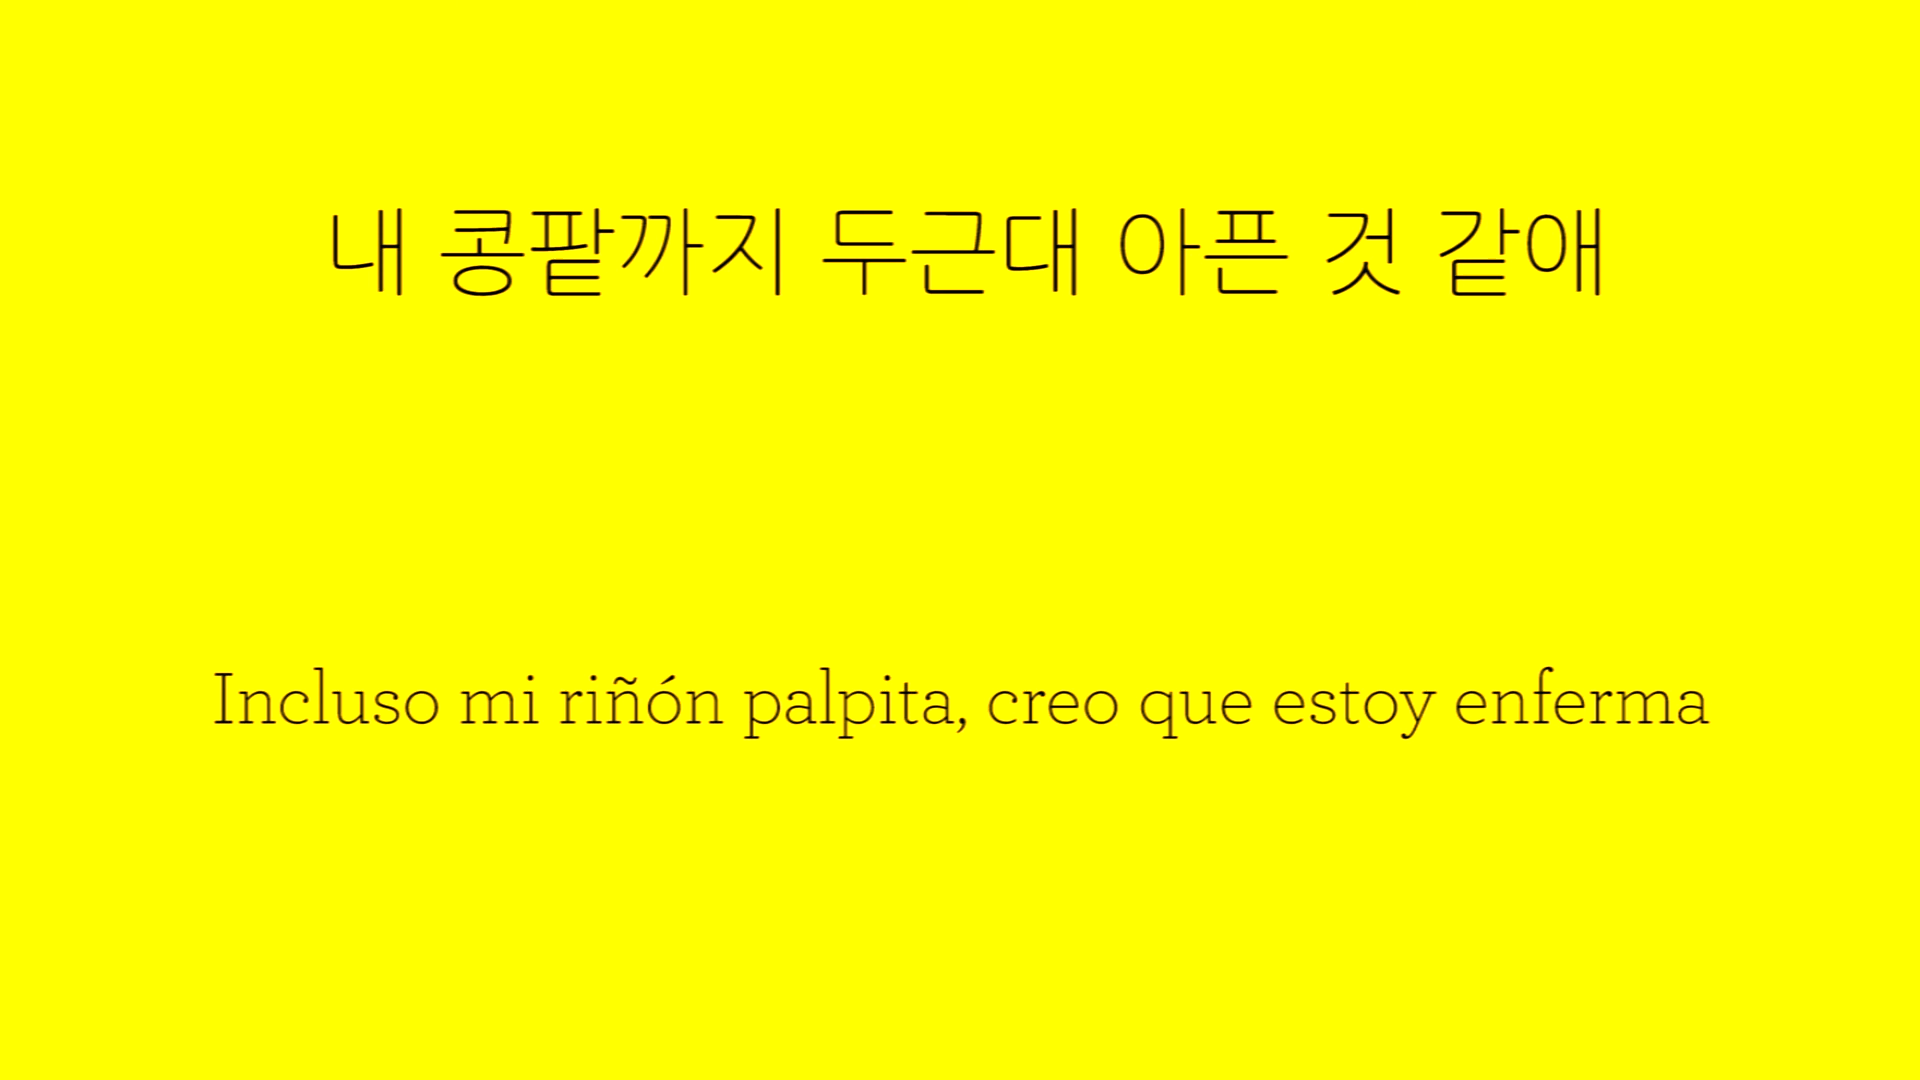 내 콩팥까지 두근대 아픈 것 같애
Incluso mi riñón palpita, creo que estoy enferma